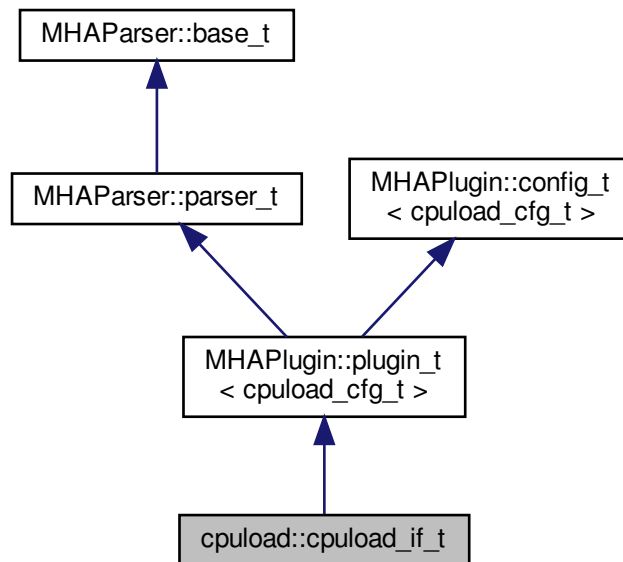 MHAParser::base_t
MHAParser::parser_t
MHAPlugin::config_t
< cpuload_cfg_t >
MHAPlugin::plugin_t
< cpuload_cfg_t >
cpuload::cpuload_if_t